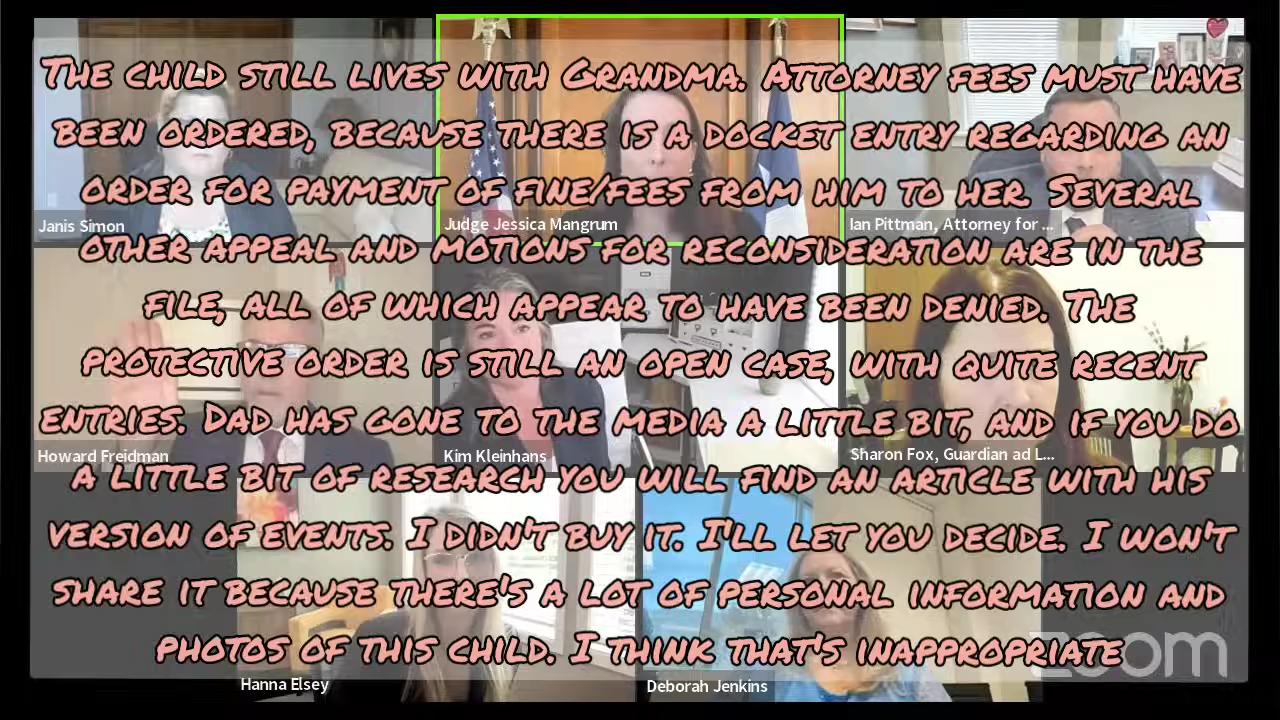 THE CHILD STILL LIVES WITH GRANDMA. ATTORNEY FEES MUST HAVE
BEEN ORDERED, BECAUSE THERE IS A DOCKET ENTRY REGARDING AN
ORDER FOR PAYMENT OF FINE/FEES FROM HIM TO HER. SEVERAL
Janis Simon
Judge Jessica Mangrum
Ian Pittman, Attorney for ...
OTHER APPEAL AND MOTIONS FOR RECONSIDERATION ARE IN THE
FILE, ALL OF WHICH APPEAR TO HAVE BEEN DENIED. THE
PROTECTIVE ORDER IS STILL AN OPEN CASE, WITH QUITE RECENT
ENTRIES. DAD HAS GONE TO THE MEDIA A LITTLE BIT, AND IF YOU DO
Howard Freidman
Kim Kleinhans
Sharon Fox, Guardian ad L...
A LITTLE BIT OF RESEARCH YOU WILL FIND AN ARTICLE WITH HIS
VERSION OF EVENTS. I DIDN'T BUY IT. I'LL LET YOU DECIDE. I WON'T
SHARE IT BECAUSE THERE'S A LOT OF PERSONAL INFORMATION AND
PHOTOS OF THIS CHILD. I THINK THAT'S INAPPROPRIATE
zoom
Hanna Elsey
Deborah Jenkins